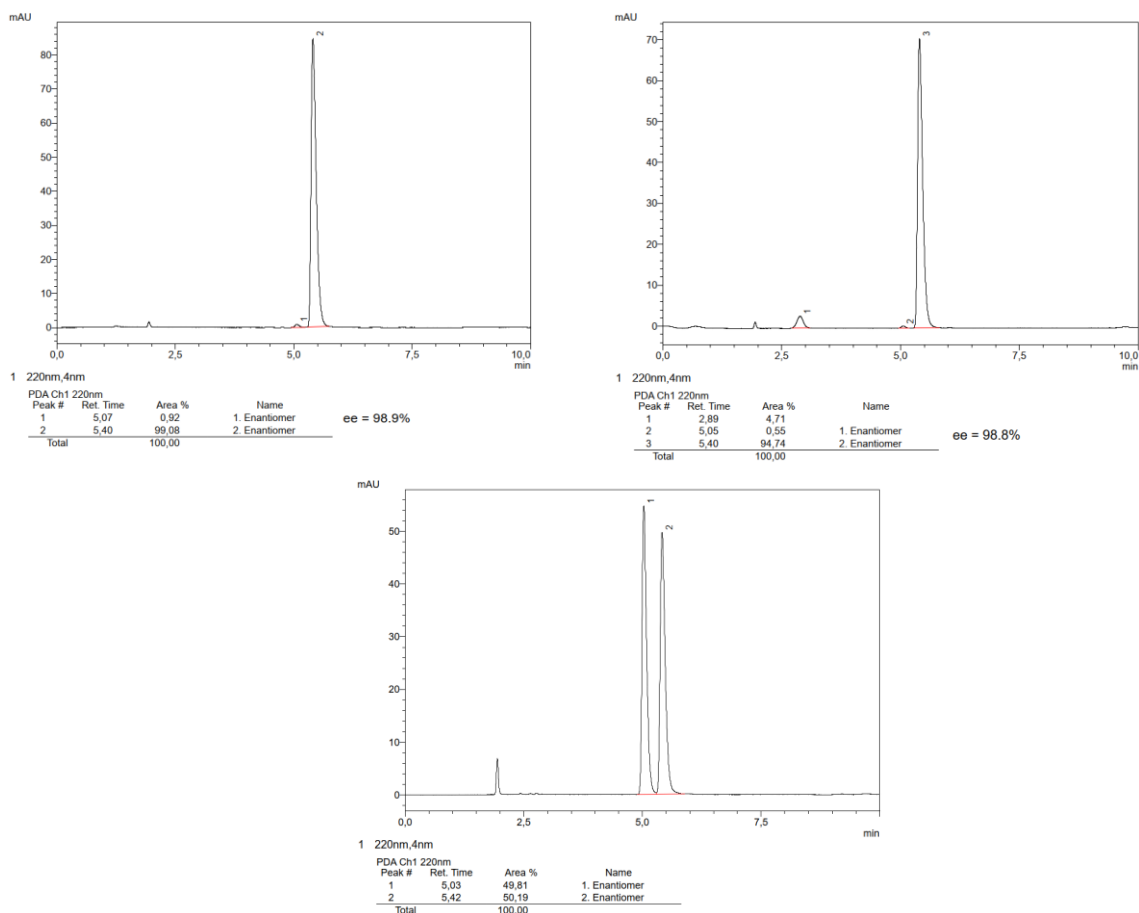 mAU
2
80
70
60
50
40
30
20
10
0
1
0,0 2,5 5,0 7,5 10,0
min
1 220nm,4nm
PDA Ch1 220nm
Peak # Ret. Time Area % Name
1 5,07 0,92 1. Enantiomer
2 5,40 99,08 2. Enantiomer
Total 100,00
ee = 98.9%
mAU
3
70
60
50
40
30
20
10
0
1
2
0,0 2,5 5,0 7,5 10,0
min
1 220nm,4nm
PDA Ch1 220nm
Peak # Ret. Time Area % Name
1 2,89 4,71
2 5,05 0,55 1. Enantiomer
3 5,40 94,74 2. Enantiomer
Total 100,00
ee = 98.8%
mAU
1
2
50
40
30
20
10
0
0,0 2,5 5,0 7,5
min
1 220nm,4nm
PDA Ch1 220nm
Peak # Ret. Time Area % Name
1 5,03 49,81 1. Enantiomer
2 5,42 50,19 2. Enantiomer
Total 100,00